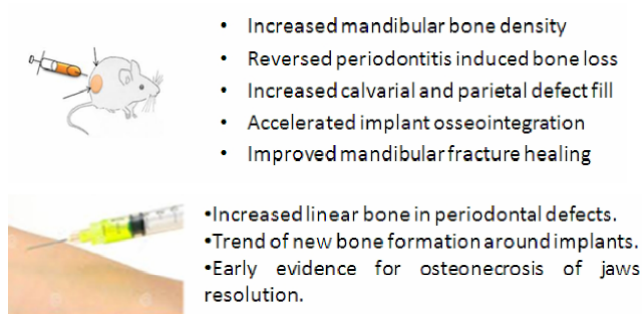 • Increased mandibular bone density
• Reversed periodontitis induced bone loss
• Increased calvarial and parietal defect fill
• Accelerated implant osseointegration
• Improved mandibular fracture healing
•Increased linear bone in periodontal defects.
•Trend of new bone formation around implants.
•Early evidence for osteonecrosis of jaws
resolution.